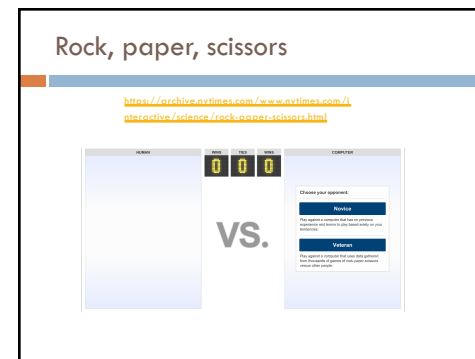 Rock, paper, scissors
https://archive.nytimes.com/www.nytimes.com/i
nteractive/science/rock-paper-scissors.html
HUMAN WINS TIES WINS COMPUTER
0 0 0
Choose your opponent:
Novice
Play against a computer that has no previous
experience and learns to play based solely on your
tendencies.
VS.
Veteran
Play against a computer that uses data gathered
from thousands of games of rock-paper-scissors
versus other people.